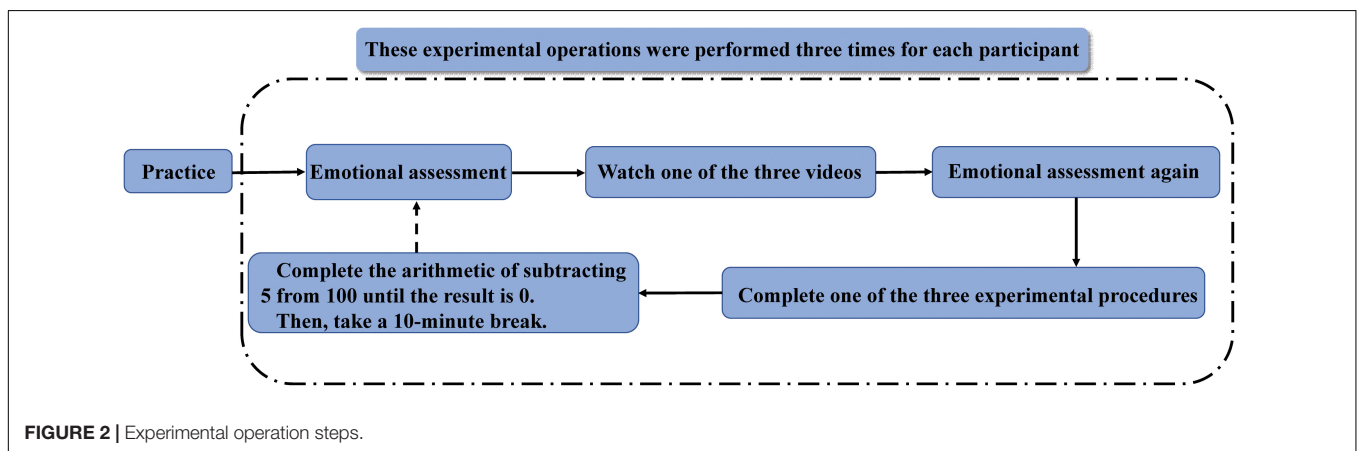 These experimental operations were performed three times for each participant
Practice
Emotional assessment
Watch one of the three videos
Emotional assessment again
Complete the arithmetic of subtracting
5 from 100 until the result is 0.
Then, take a 10-minute break.
Complete one of the three experimental procedures
FIGURE 2 | Experimental operation steps.